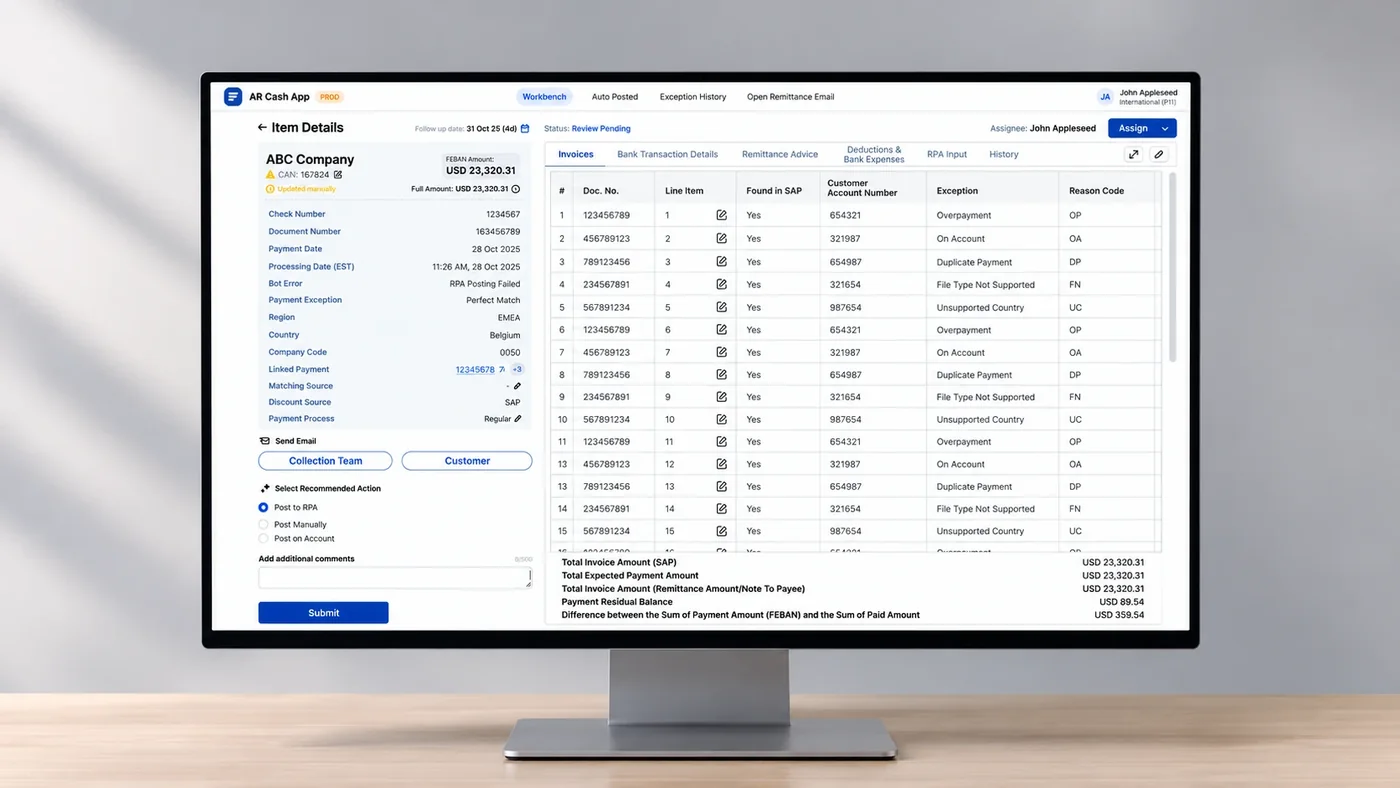 AR Cash App PROD Workbench Auto Posted Exception History Open Remittance Email JA John Appleseed
International (P11)
Item Details Follow up date: 31 Oct 25 (4d) Status: Review Pending Assignee: John Appleseed Assign
ABC Company
CAN: 167824
Updated manually
FEBAN Amount:
USD 23,320.31
Full Amount: USD 23,320.31
Check Number 1234567
Document Number 163456789
Payment Date 28 Oct 2025
Processing Date (EST) 11:26 AM, 28 Oct 2025
Bot Error RPA Posting Failed
Payment Exception Perfect Match
Region EMEA
Country Belgium
Company Code 0050
Linked Payment 12345678 +3
Matching Source -
Discount Source SAP
Payment Process Regular
Send Email
Collection Team Customer
Select Recommended Action
Post to RPA
Post Manually
Post on Account
Add additional comments
Submit
Invoices Bank Transaction Details Remittance Advice Deductions & Bank Expenses RPA Input History
# Doc. No. Line Item Found in SAP Customer Account Number Exception Reason Code
1 123456789 1 Yes 654321 Overpayment OP
2 456789123 2 Yes 321987 On Account OA
3 789123456 3 Yes 654987 Duplicate Payment DP
4 234567891 4 Yes 321654 File Type Not Supported FN
5 567891234 5 Yes 987654 Unsupported Country UC
6 123456789 6 Yes 654321 Overpayment OP
7 456789123 7 Yes 321987 On Account OA
8 789123456 8 Yes 654987 Duplicate Payment DP
9 234567891 9 Yes 321654 File Type Not Supported FN
10 567891234 10 Yes 987654 Unsupported Country UC
11 123456789 11 Yes 654321 Overpayment OP
13 456789123 12 Yes 321987 On Account OA
13 789123456 13 Yes 654987 Duplicate Payment DP
14 234567891 14 Yes 321654 File Type Not Supported FN
15 567891234 15 Yes 987654 Unsupported Country UC
Total Invoice Amount (SAP) USD 23,320.31
Total Expected Payment Amount USD 23,320.31
Total Invoice Amount (Remittance Amount/Note To Payee) USD 23,320.31
Payment Residual Balance USD 89.54
Difference between the Sum of Payment Amount (FEBAN) and the Sum of Paid Amount USD 359.54